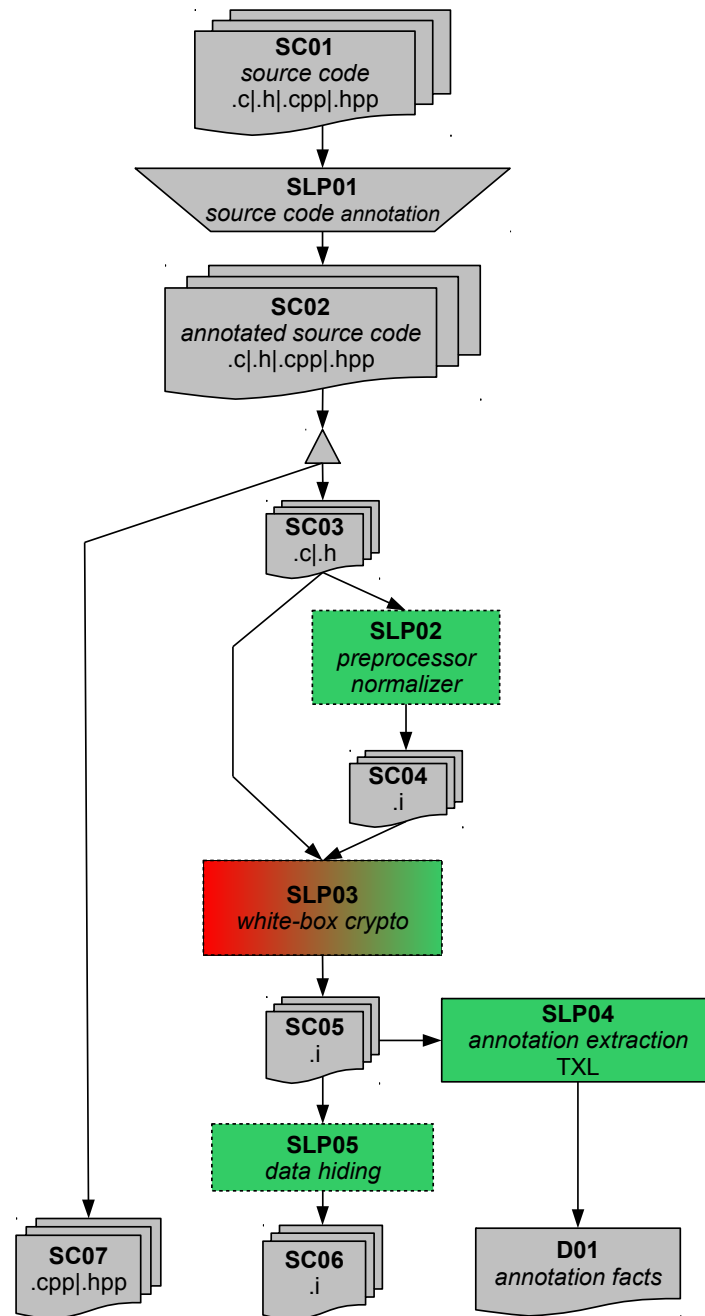 SC01
source code
.c|.h|.cpp|.hpp
SLP01
source code annotation
SC02
annotated source code
.c|.h|.cpp|.hpp
SC03
.c|.h
SLP02
preprocessor
normalizer
SC04
.i
SLP03
white-box crypto
SC05
.i
SLP04
annotation extraction
TXL
SLP05
data hiding
SC07
.cpp|.hpp
SC06
.i
D01
annotation facts